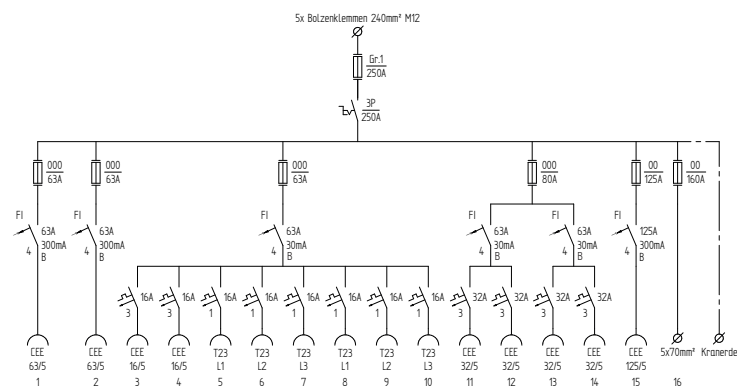 5x Bolzenklemmen 240mm² M12
Gr.1
250A
3P
250A
000
63A
000
63A
000
63A
000
80A
00
125A
00
160A
FI
63A
300mA
4
B
FI
63A
300mA
4
B
FI
63A
30mA
4
B
FI
63A
30mA
4
B
FI
63A
30mA
4
B
FI
125A
300mA
4
B
16A
3
16A
3
16A
1
16A
1
16A
1
16A
1
16A
1
16A
1
32A
3
32A
3
32A
3
32A
3
CEE CEE CEE CEE T23 T23 T23 T23 T23 T23 CEE CEE CEE CEE CEE 5x70mm² Kranerde
63/5 63/5 16/5 16/5 L1 L2 L3 L1 L2 L3 32/5 32/5 32/5 32/5 125/5
1 2 3 4 5 6 7 8 9 10 11 12 13 14 15 16